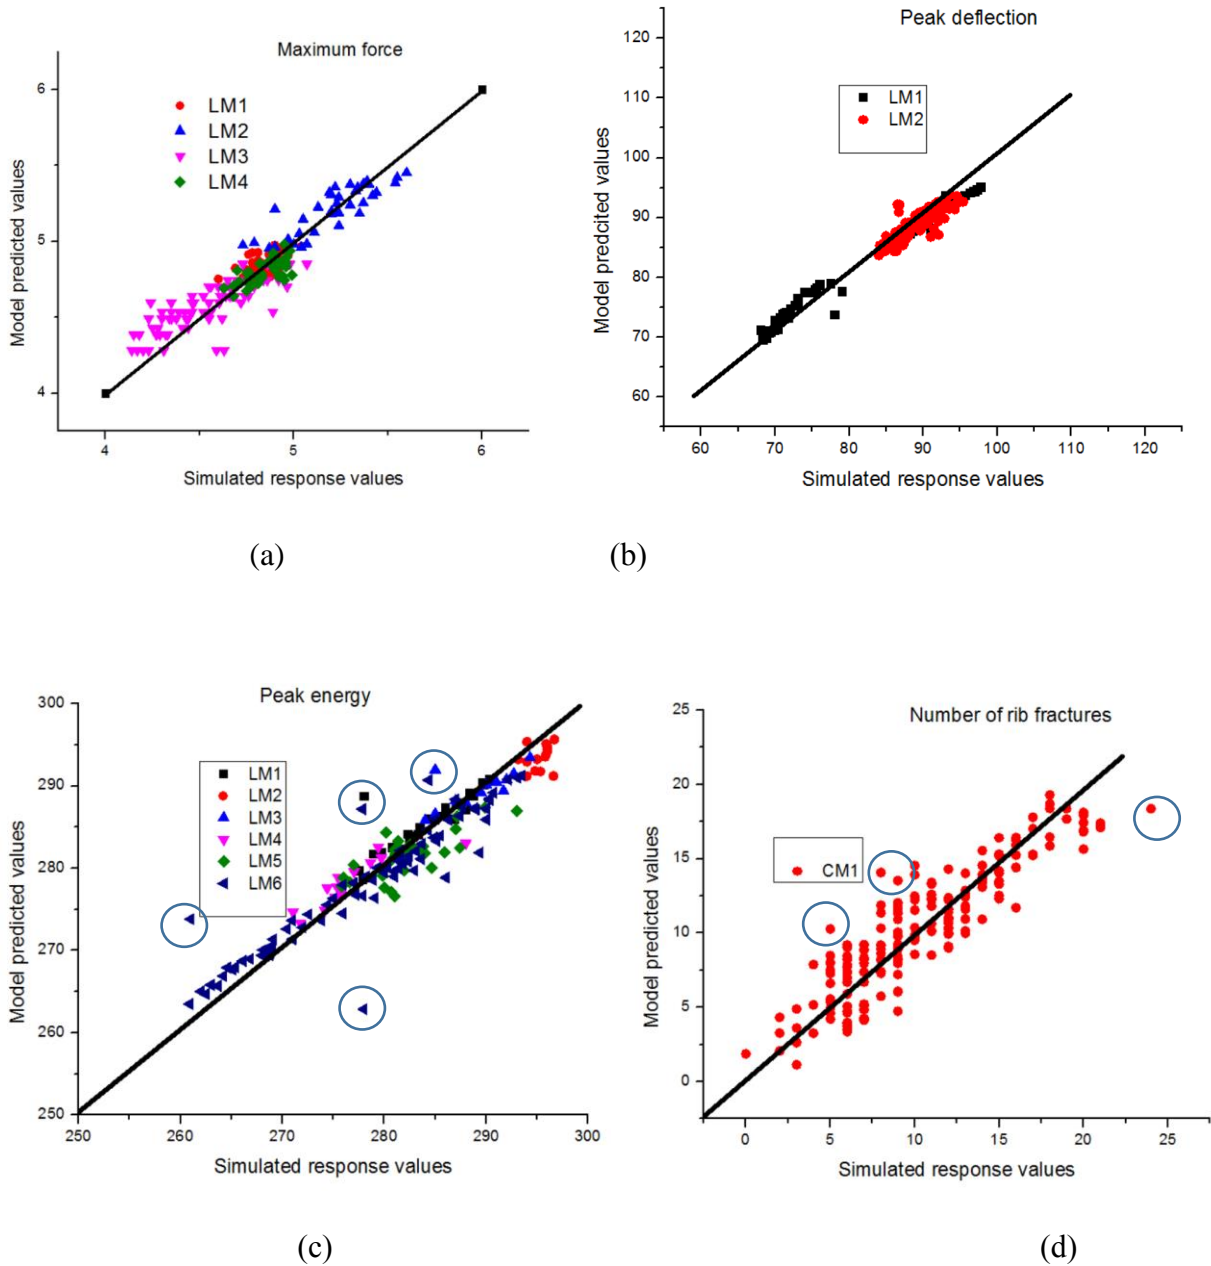 Maximum force
LM1
LM2
LM3
LM4
6
5
4
Model predicted values
4
5
6
Simulated response values
(a)
Peak deflection
LM1
LM2
120
110
100
90
80
70
60
Model predcited values
60
70
80
90
100
110
120
Simulated response values
(b)
Peak energy
LM1
LM2
LM3
LM4
LM5
LM6
300
290
280
270
260
250
Model predicted values
250
260
270
280
290
300
Simulated response values
(c)
Number of rib fractures
CM1
25
20
15
10
5
0
Model predicted values
0
5
10
15
20
25
Simulated response values
(d)